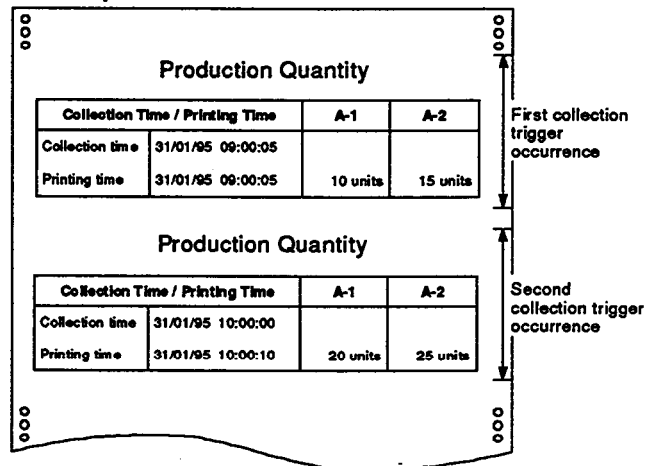 Production Quantity
Collection Time / Printing Time A-1 A-2
Collection time 31/01/95 09:00:05
Printing time 31/01/95 09:00:05 10 units 15 units
First collection
trigger
occurrence
Production Quantity
Collection Time / Printing Time A-1 A-2
Collection time 31/01/95 10:00:00
Printing time 31/01/95 10:00:10 20 units 25 units
Second
collection trigger
occurrence